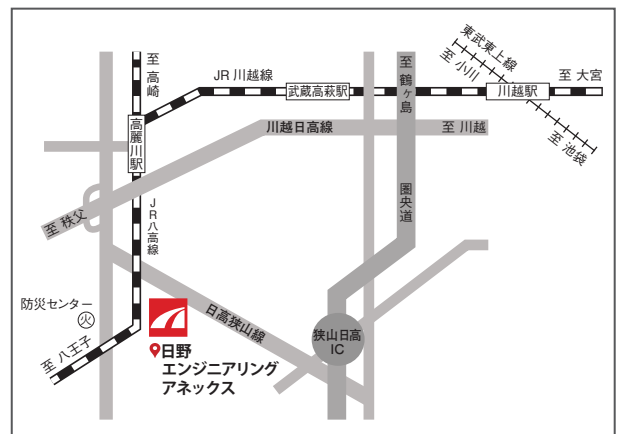 至 高崎
JR 川越線
武蔵高萩駅
至 鶴ヶ島
東武東上線
至 小川
川越駅
至 大宮
至 池袋
高麗川駅
川越日高線
至 川越
至 秩父
JR八高線
圏央道
防災センター
火
至 八王子
日高狭山線
狭山日高
IC
日野
エンジニアリング
アネックス